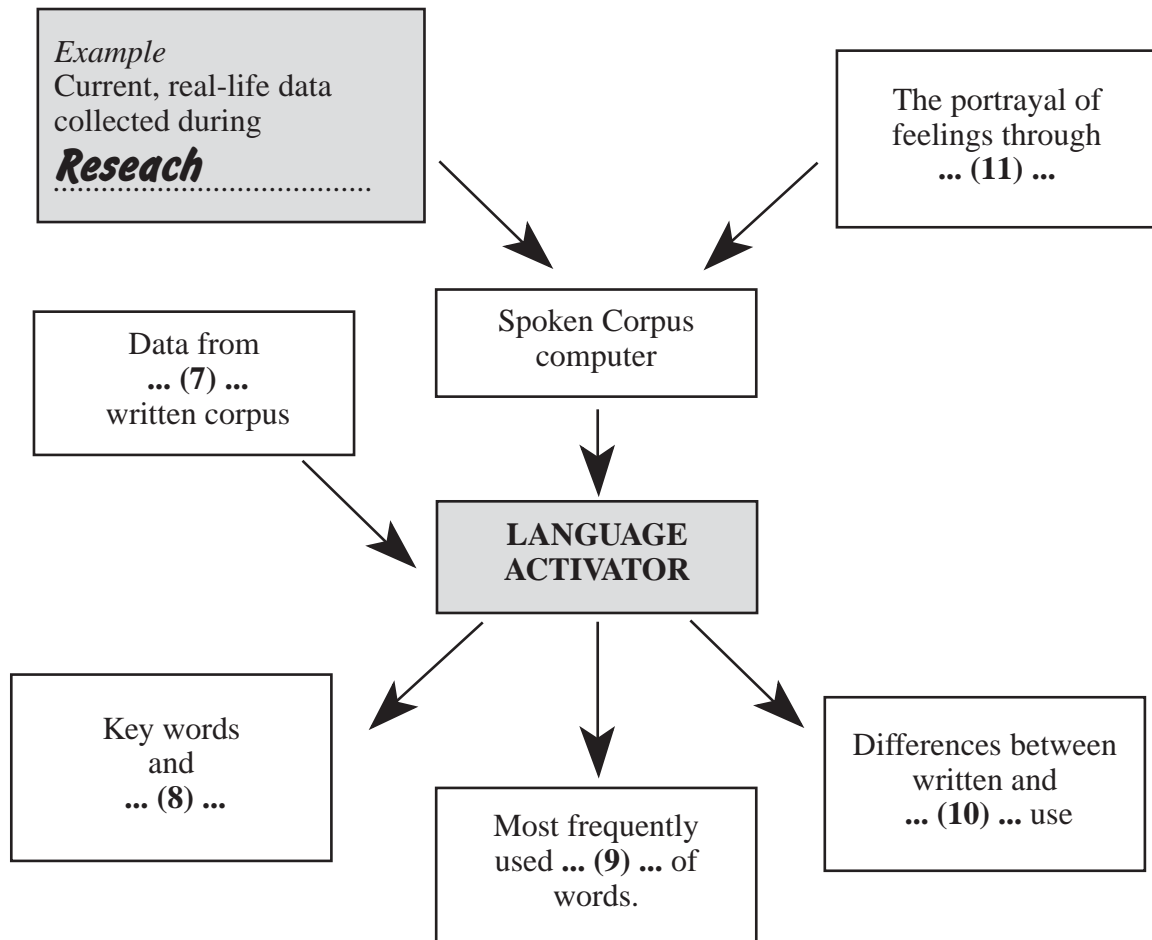 Example
Current, real-life data
collected during
Reseach
The portrayal of
feelings through
... (11) ...
Spoken Corpus
computer
Data from
... (7) ...
written corpus
LANGUAGE
ACTIVATOR
Key words
and
... (8) ...
Most frequently
used ... (9) ... of
words.
Differences between
written and
... (10) ... use